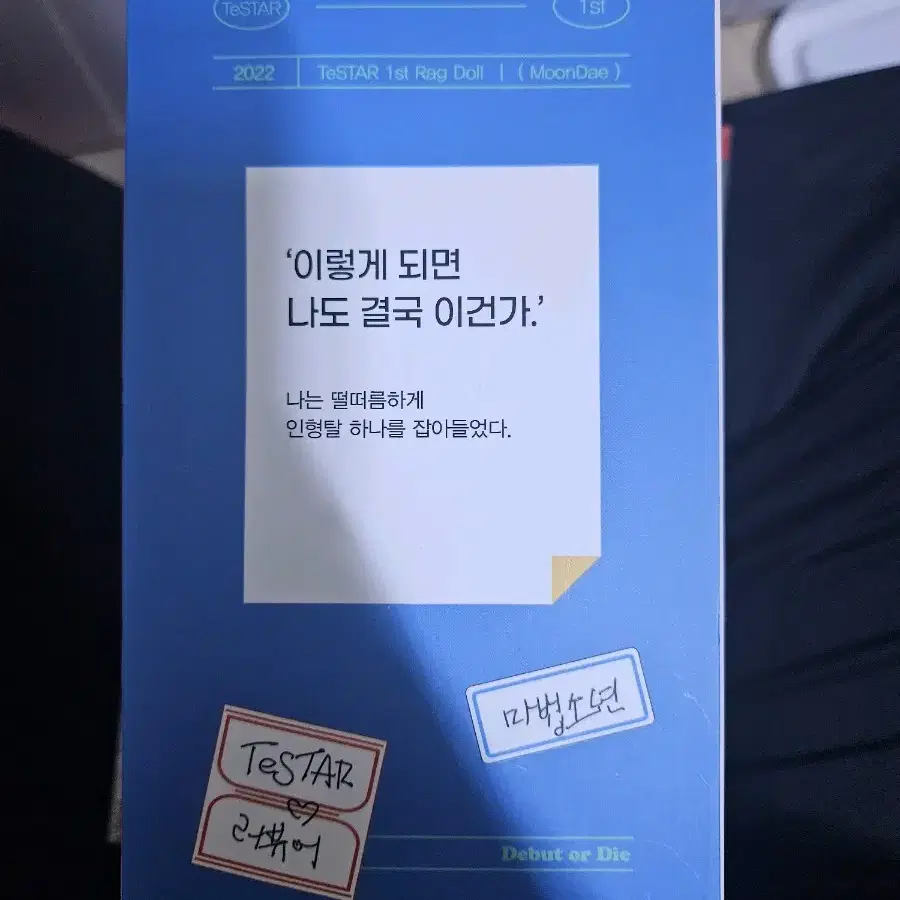 TeSTAR
1st
2022 TeSTAR 1st Rag Doll | ( MoonDae )
‘이렇게 되면
나도 결국 이건가.’
나는 떨떠름하게
인형탈 하나를 잡아들었다.
마법소년
TeSTAR
♡
러뷰어
Debut or Die